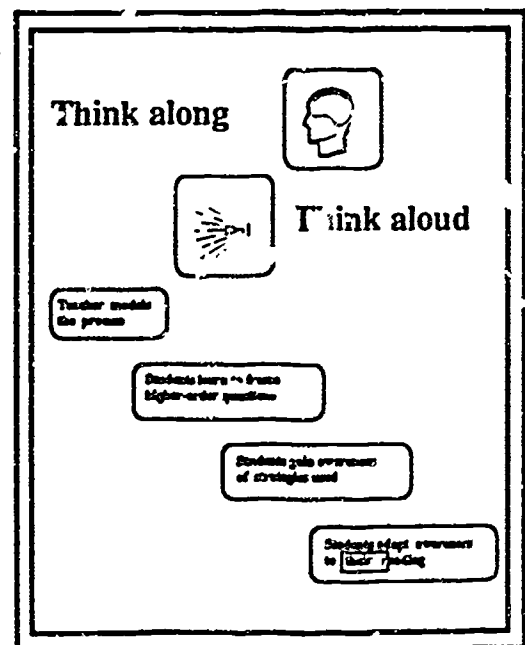 Think along
Think aloud
Teacher models
the process
Students learn to frame
higher-order questions
Students gain awareness
of strategies used
Students adapt awareness
to their reading